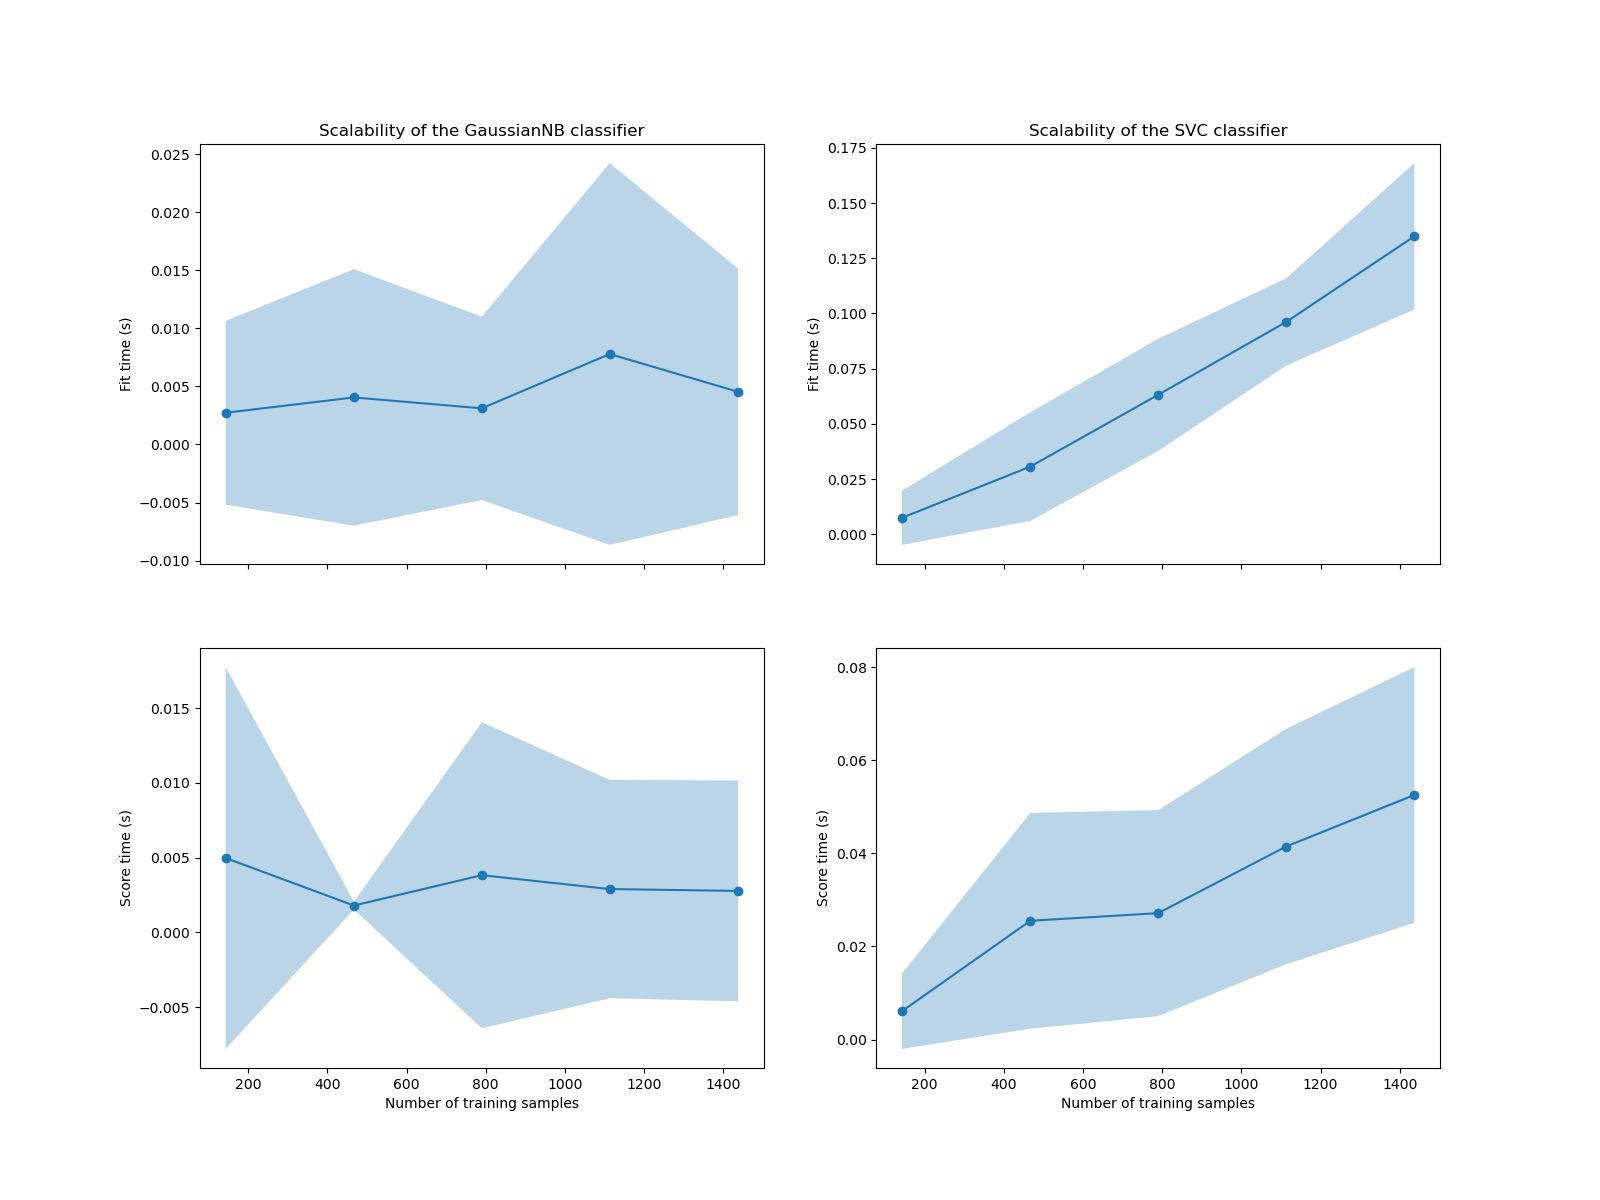 Scalability of the GaussianNB classifier
0.025
0.020
0.015
0.010
0.005
0.000
−0.005
−0.010
Fit time (s)
Scalability of the SVC classifier
0.175
0.150
0.125
0.100
0.075
0.050
0.025
0.000
Fit time (s)
0.015
0.010
0.005
0.000
−0.005
Score time (s)
200 400 600 800 1000 1200 1400
Number of training samples
0.08
0.06
0.04
0.02
0.00
Score time (s)
200 400 600 800 1000 1200 1400
Number of training samples